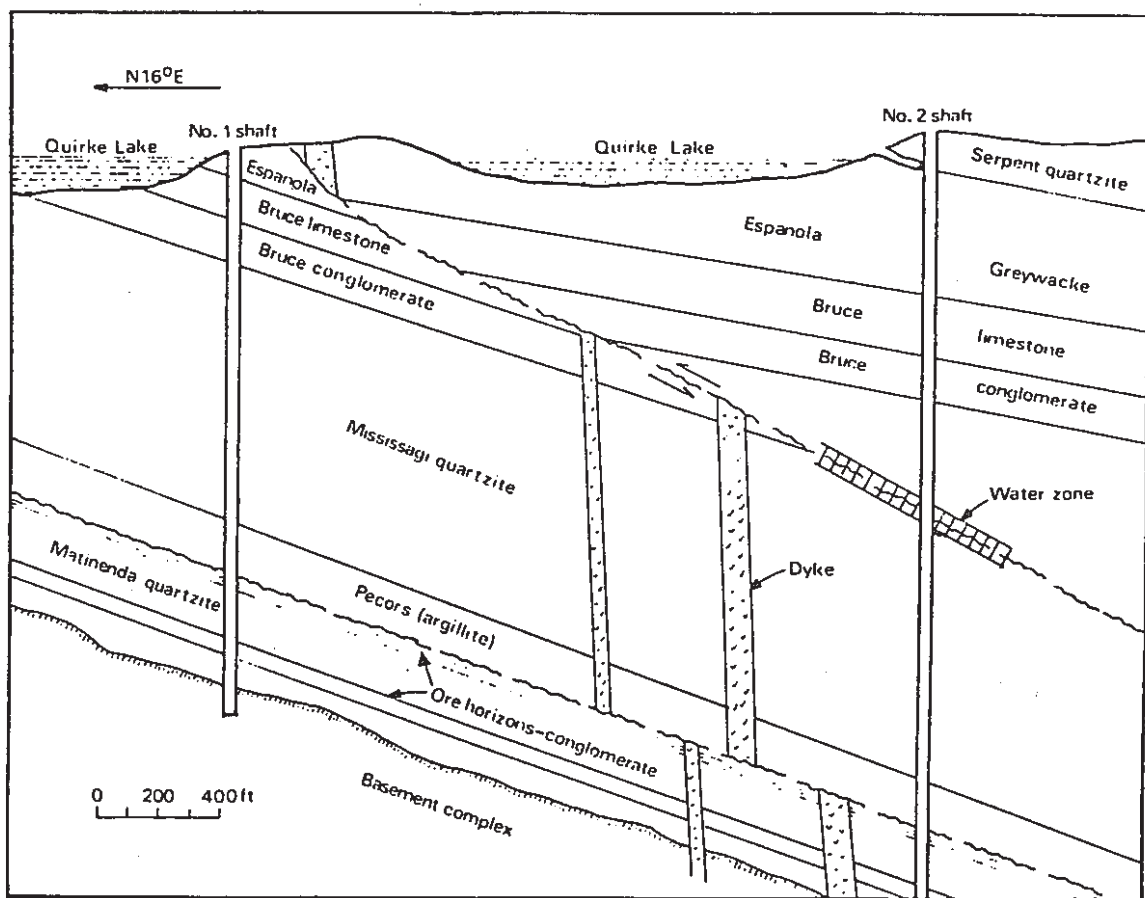 N16°E
No. 1 shaft
No. 2 shaft
Quirke Lake
Quirke Lake
Serpent quartzite
Espanola
Espanola
Bruce limestone
Greywacke
Bruce conglomerate
Bruce
limestone
Bruce
conglomerate
Mississagi quartzite
Water zone
Dyke
Matinenda quartzite
Pecors (argillite)
Ore horizons-conglomerate
Basement complex
0 200 400ft